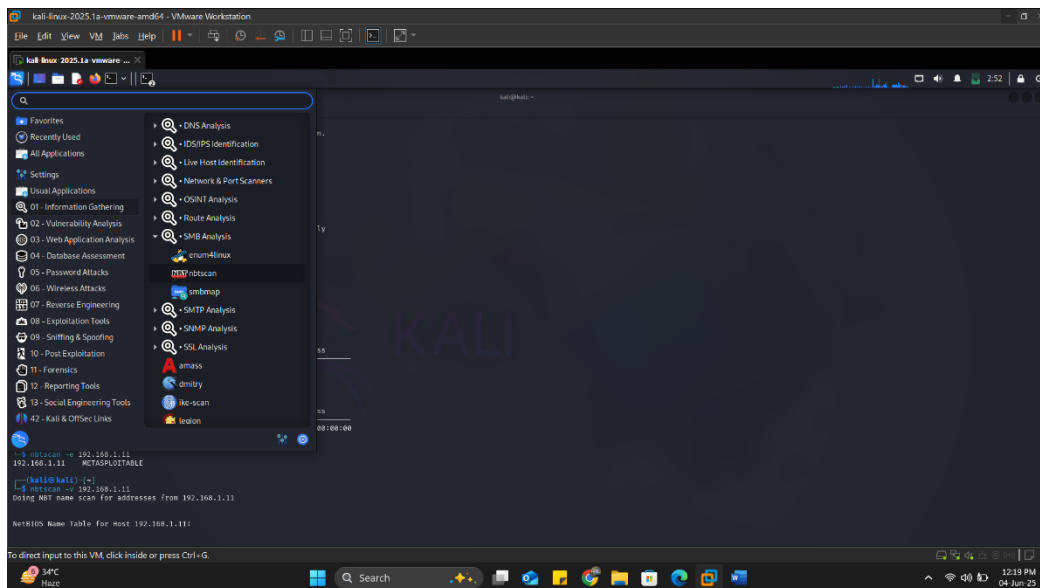 kali-linux-2025.1a-vmware-amd64 - VMware Workstation
File Edit View VM Tabs Help
kali-linux-2025.1a-vmware-...
2:52
kali@kali: ~
Favorites
Recently Used
All Applications
Settings
Usual Applications
01 - Information Gathering
02 - Vulnerability Analysis
03 - Web Application Analysis
04 - Database Assessment
05 - Password Attacks
06 - Wireless Attacks
07 - Reverse Engineering
08 - Exploitation Tools
09 - Sniffing & Spoofing
10 - Post Exploitation
11 - Forensics
12 - Reporting Tools
13 - Social Engineering Tools
42 - Kali & OffSec Links
• DNS Analysis
• IDS/IPS Identification
• Live Host Identification
• Network & Port Scanners
• OSINT Analysis
• Route Analysis
• SMB Analysis
enum4linux
nbtscan
smbmap
• SMTP Analysis
• SNMP Analysis
• SSL Analysis
amass
dmitry
ike-scan
legion
n.
ly
ss
ss
00:00:00
KALI
└─$ nbtscan -e 192.168.1.11
192.168.1.11 METASPLOITABLE
┌──(kali㉿kali)-[~]
└─$ nbtscan -v 192.168.1.11
Doing NBT name scan for addresses from 192.168.1.11
NetBIOS Name Table for Host 192.168.1.11:
To direct input to this VM, click inside or press Ctrl+G.
6
34°C
Haze
Search
12:19 PM
04-Jun-25